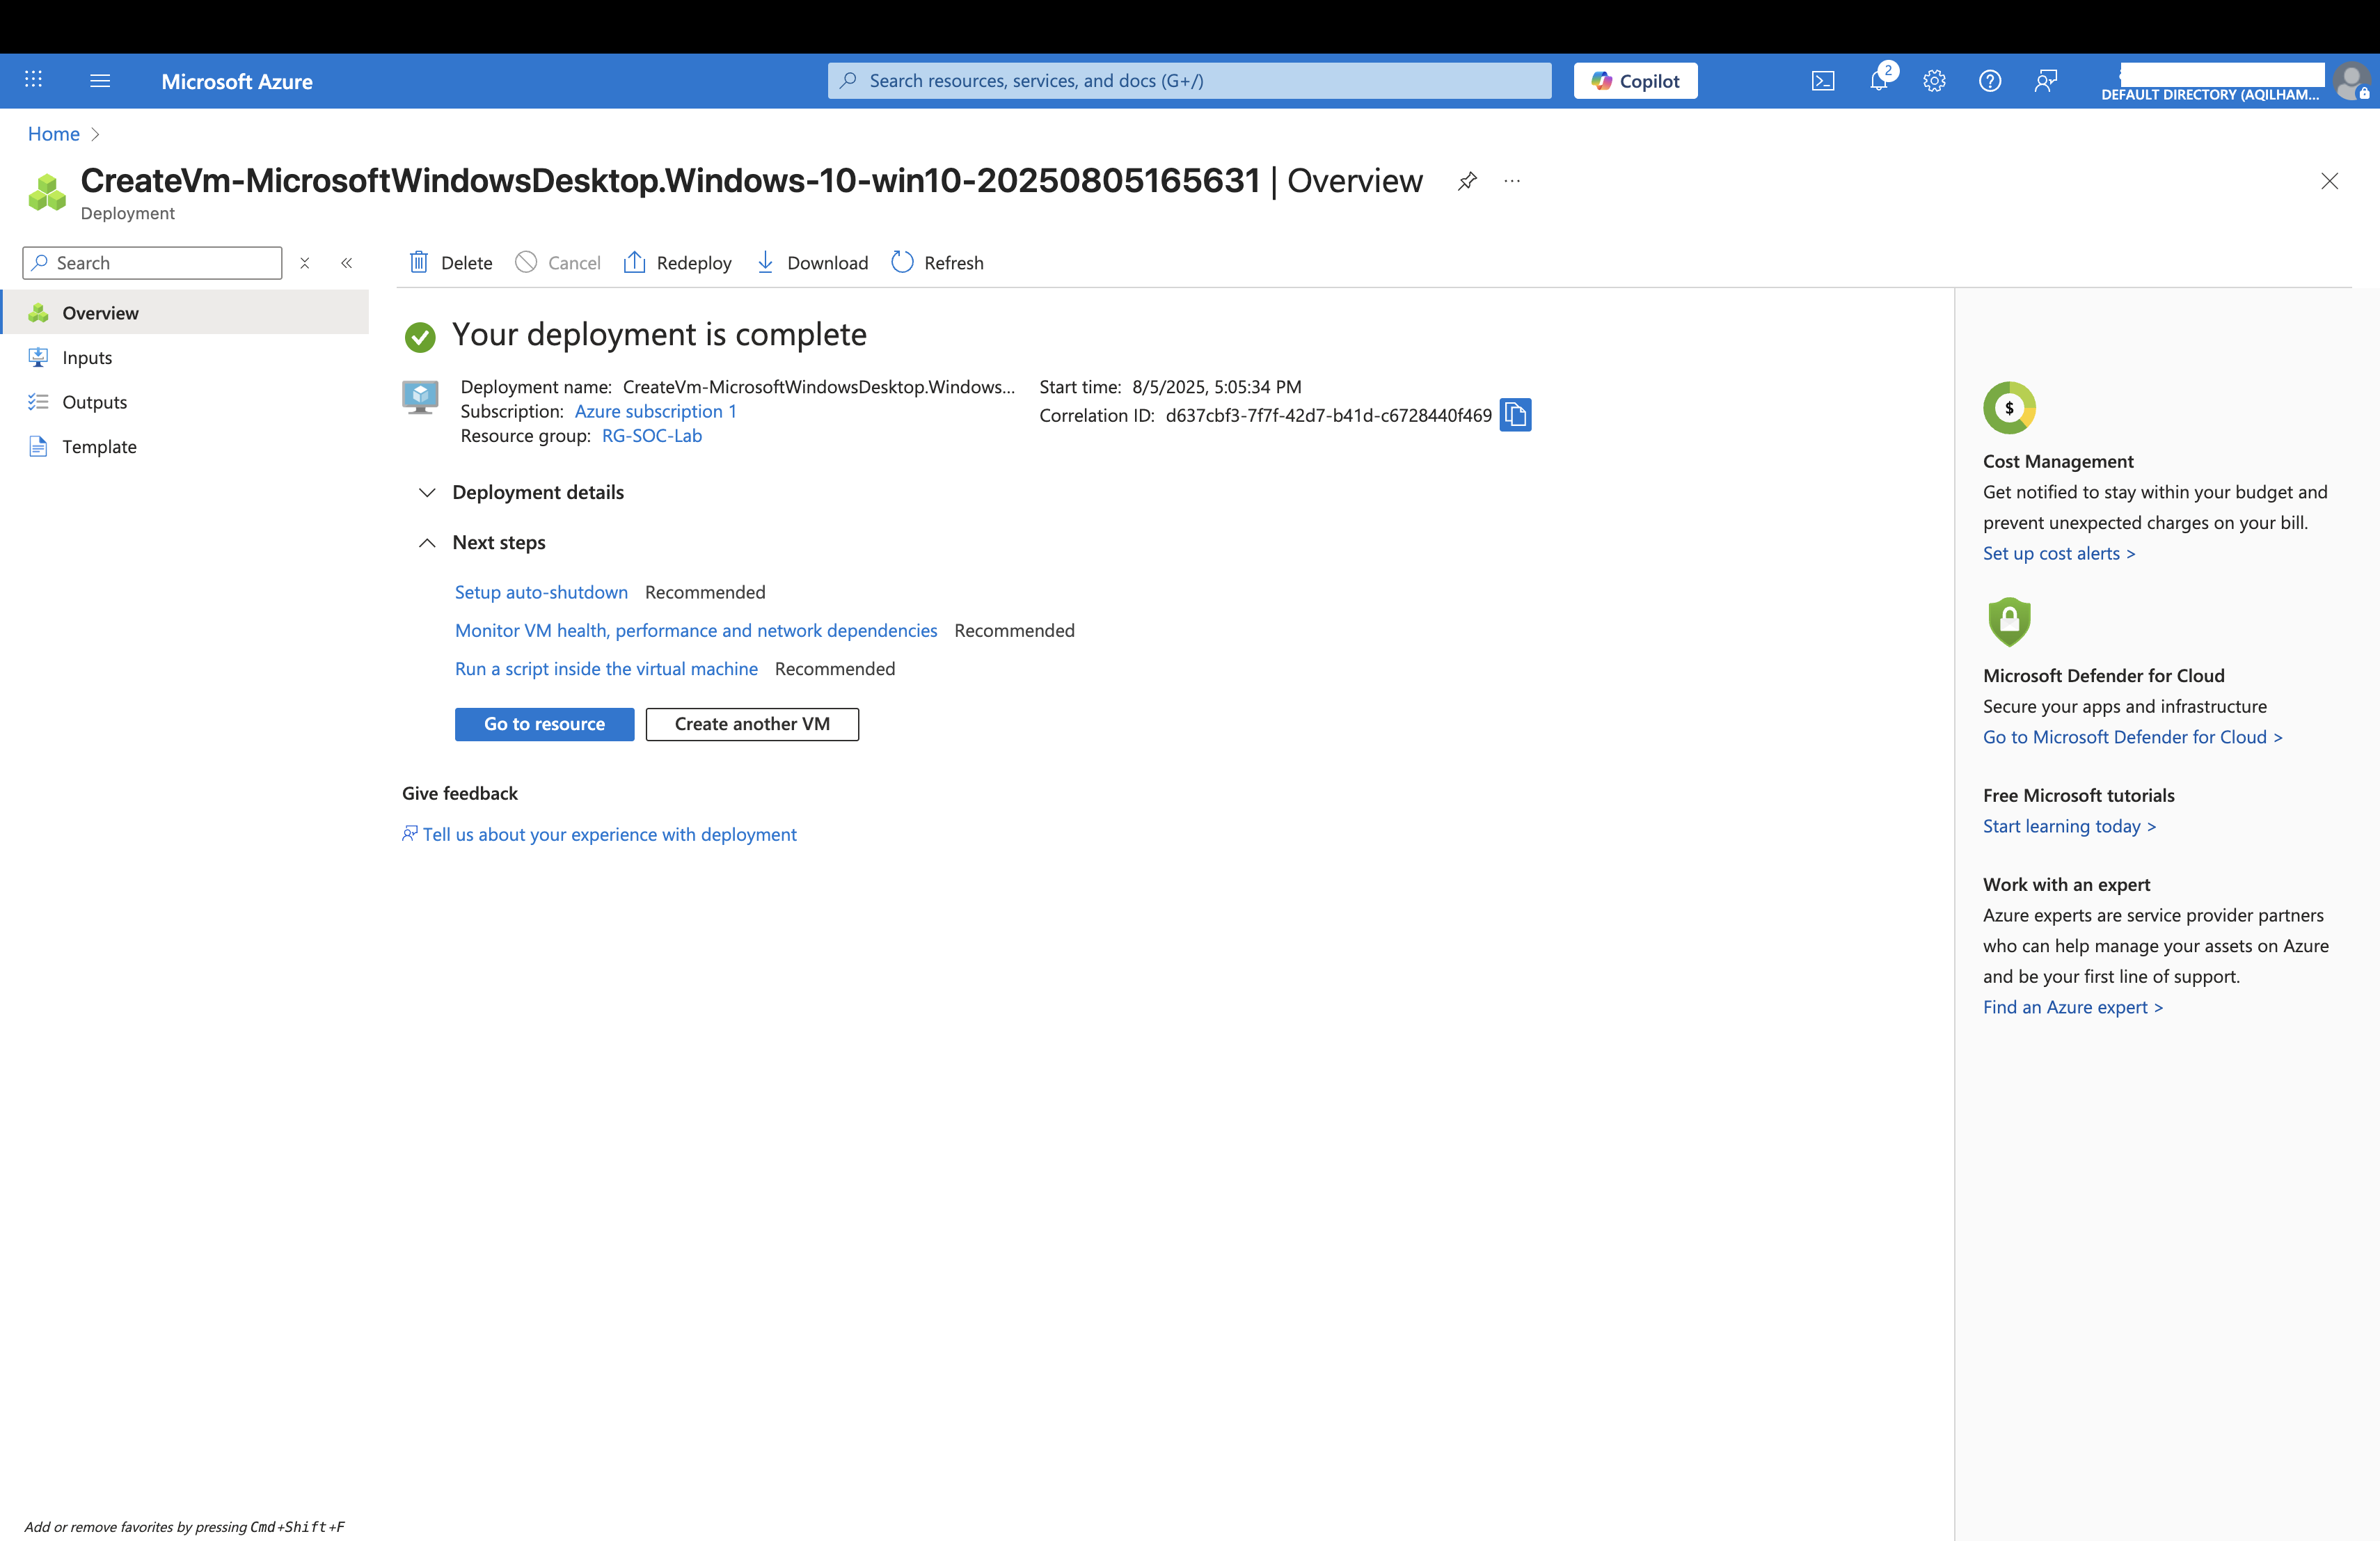 Microsoft Azure
Search resources, services, and docs (G+/)
Copilot
2
DEFAULT DIRECTORY (AQILHAM...
Home
CreateVm-MicrosoftWindowsDesktop.Windows-10-win10-20250805165631 | Overview
Deployment
Search
Delete
Cancel
Redeploy
Download
Refresh
Overview
Inputs
Outputs
Template
Your deployment is complete
Deployment name: CreateVm-MicrosoftWindowsDesktop.Windows...
Subscription: Azure subscription 1
Resource group: RG-SOC-Lab
Start time: 8/5/2025, 5:05:34 PM
Correlation ID: d637cbf3-7f7f-42d7-b41d-c6728440f469
Deployment details
Next steps
Setup auto-shutdown Recommended
Monitor VM health, performance and network dependencies Recommended
Run a script inside the virtual machine Recommended
Go to resource
Create another VM
Give feedback
Tell us about your experience with deployment
$
Cost Management
Get notified to stay within your budget and
prevent unexpected charges on your bill.
Set up cost alerts >
Microsoft Defender for Cloud
Secure your apps and infrastructure
Go to Microsoft Defender for Cloud >
Free Microsoft tutorials
Start learning today >
Work with an expert
Azure experts are service provider partners
who can help manage your assets on Azure
and be your first line of support.
Find an Azure expert >
Add or remove favorites by pressing Cmd+Shift+F